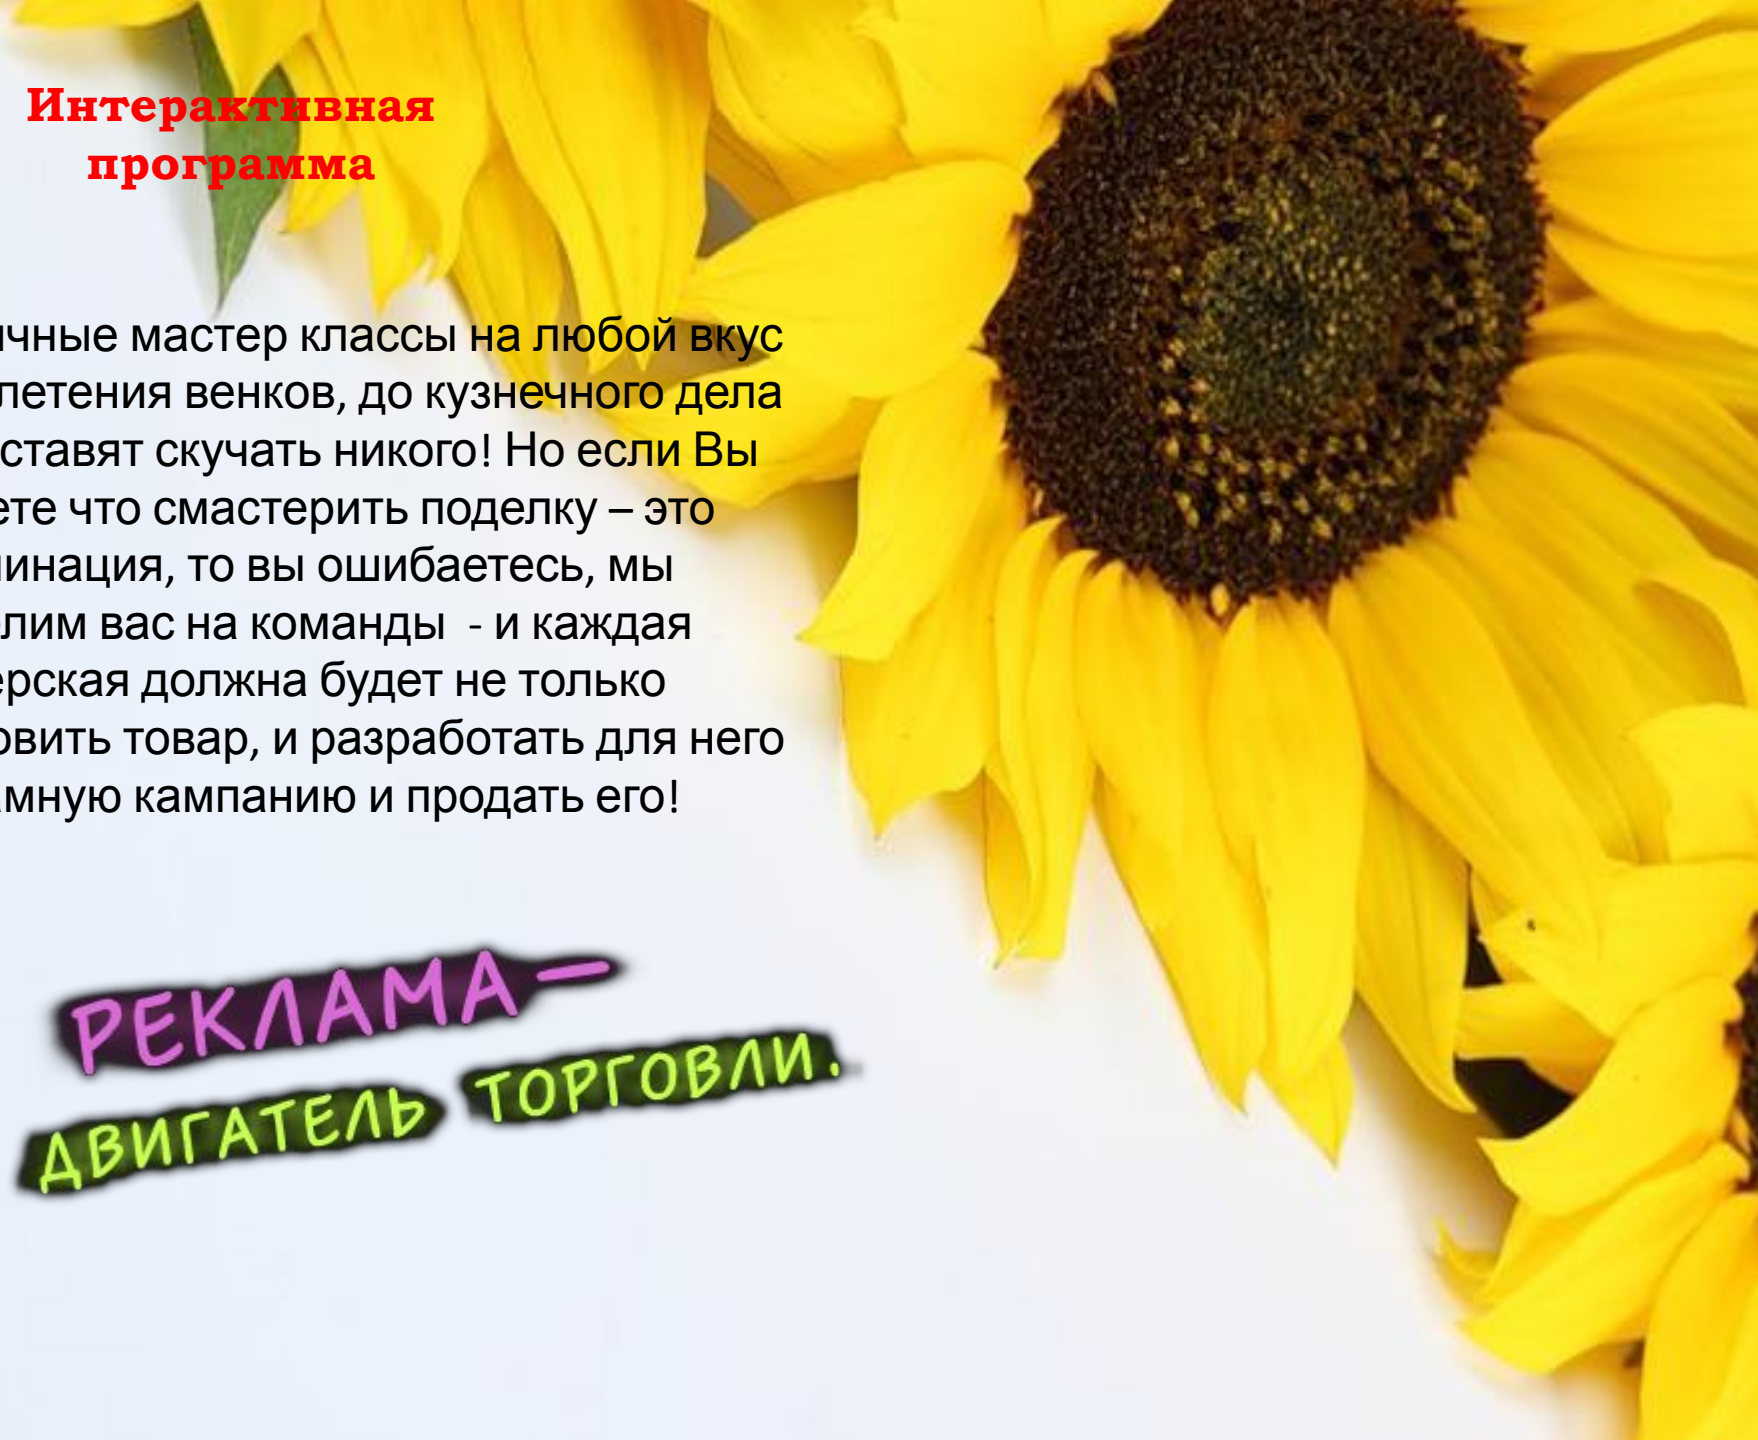 Интерактивная
программа
чные мастер классы на любой вкус
летения венков, до кузнечного дела
ставят скучать никого! Но если Вы
ете что смастерить поделку – это
инация, то вы ошибаетесь, мы
лим вас на команды - и каждая
ерская должна будет не только
овить товар, и разработать для него
мную кампанию и продать его!
РЕКЛАМА –
ДВИГАТЕЛЬ ТОРГОВЛИ.